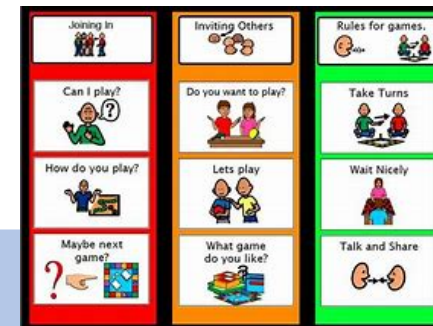 Joining In
Can I play?
How do you play?
Maybe next
game?
Inviting Others
Do you want to play?
Lets play
What game
do you like?
Rules for games.
Take Turns
Wait Nicely
Talk and Share